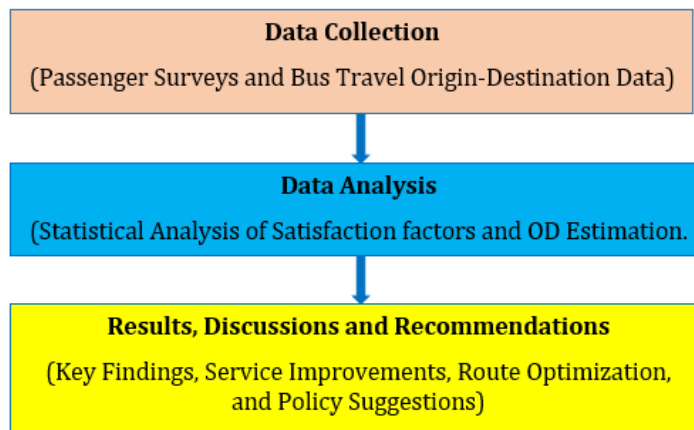 Data Collection
(Passenger Surveys and Bus Travel Origin-Destination Data)
Data Analysis
(Statistical Analysis of Satisfaction factors and OD Estimation.
Results, Discussions and Recommendations
(Key Findings, Service Improvements, Route Optimization,
and Policy Suggestions)